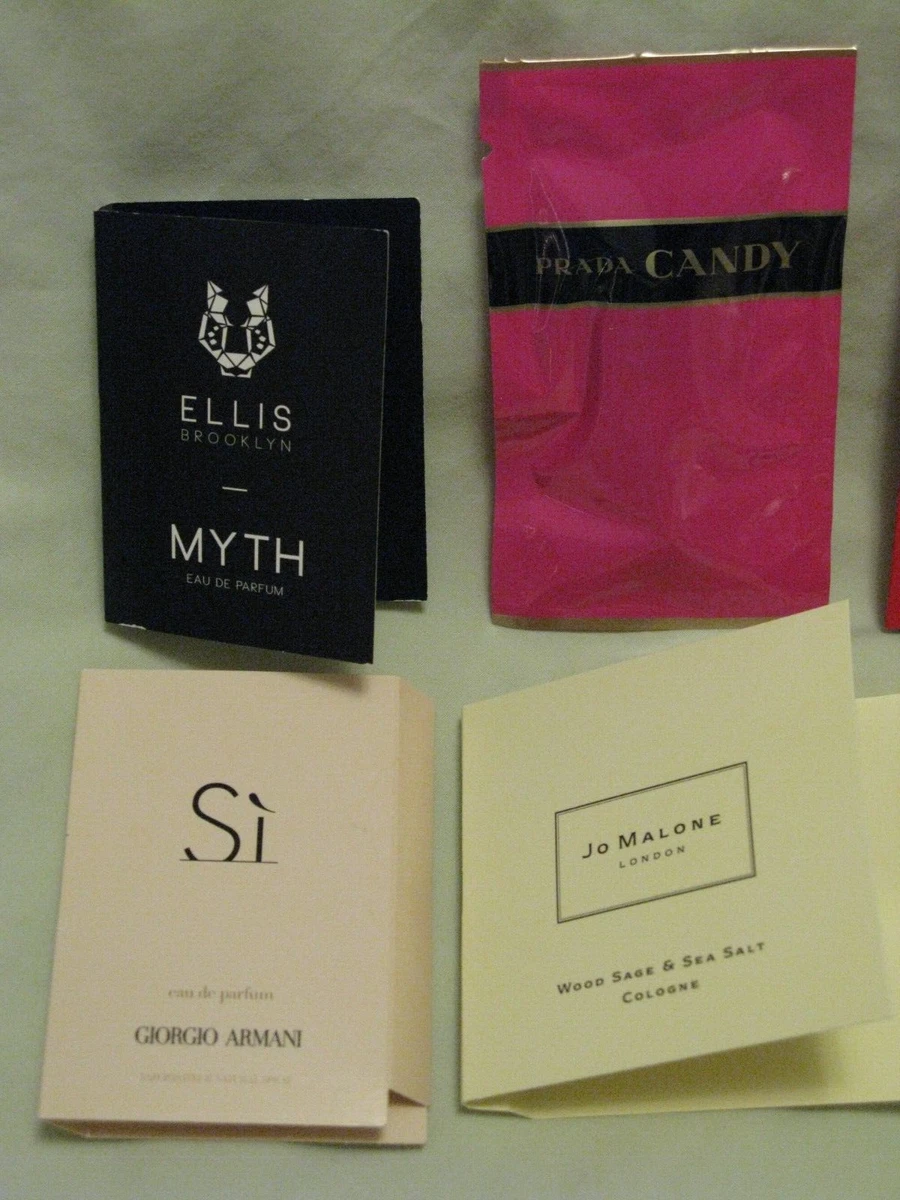 ELLIS
BROOKLYN
—
MYTH
EAU DE PARFUM
PRADA CANDY
Sì
eau de parfum
GIORGIO ARMANI
JO MALONE
LONDON
WOOD SAGE & SEA SALT
COLOGNE